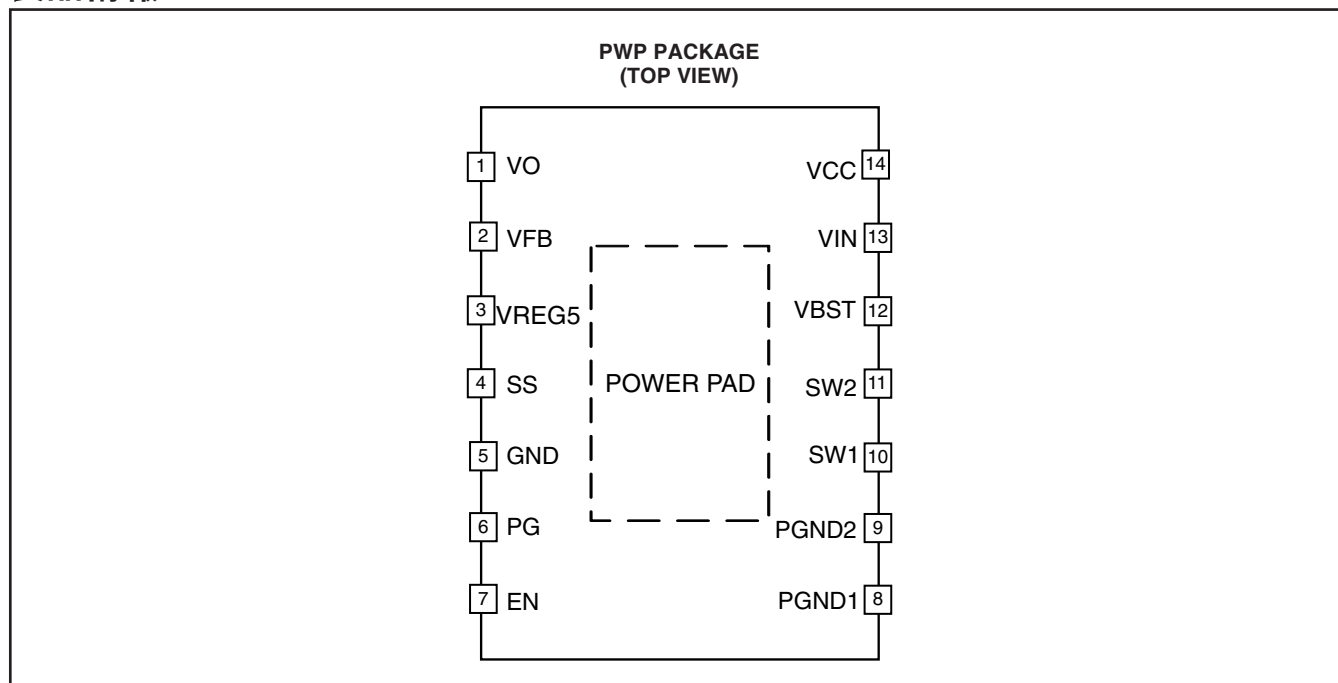 PWP PACKAGE
(TOP VIEW)
1 VO
2 VFB
3 VREG5
4 SS
5 GND
6 PG
7 EN
POWER PAD
VCC 14
VIN 13
VBST 12
SW2 11
SW1 10
PGND2 9
PGND1 8